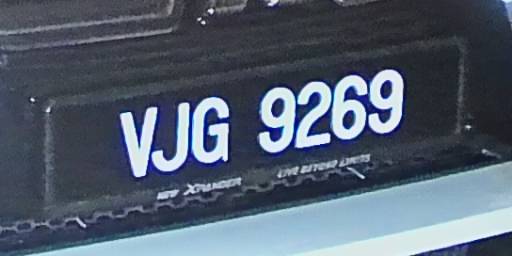 VJG 9269
NEW XPANDER LIVE BEYOND LIMITS